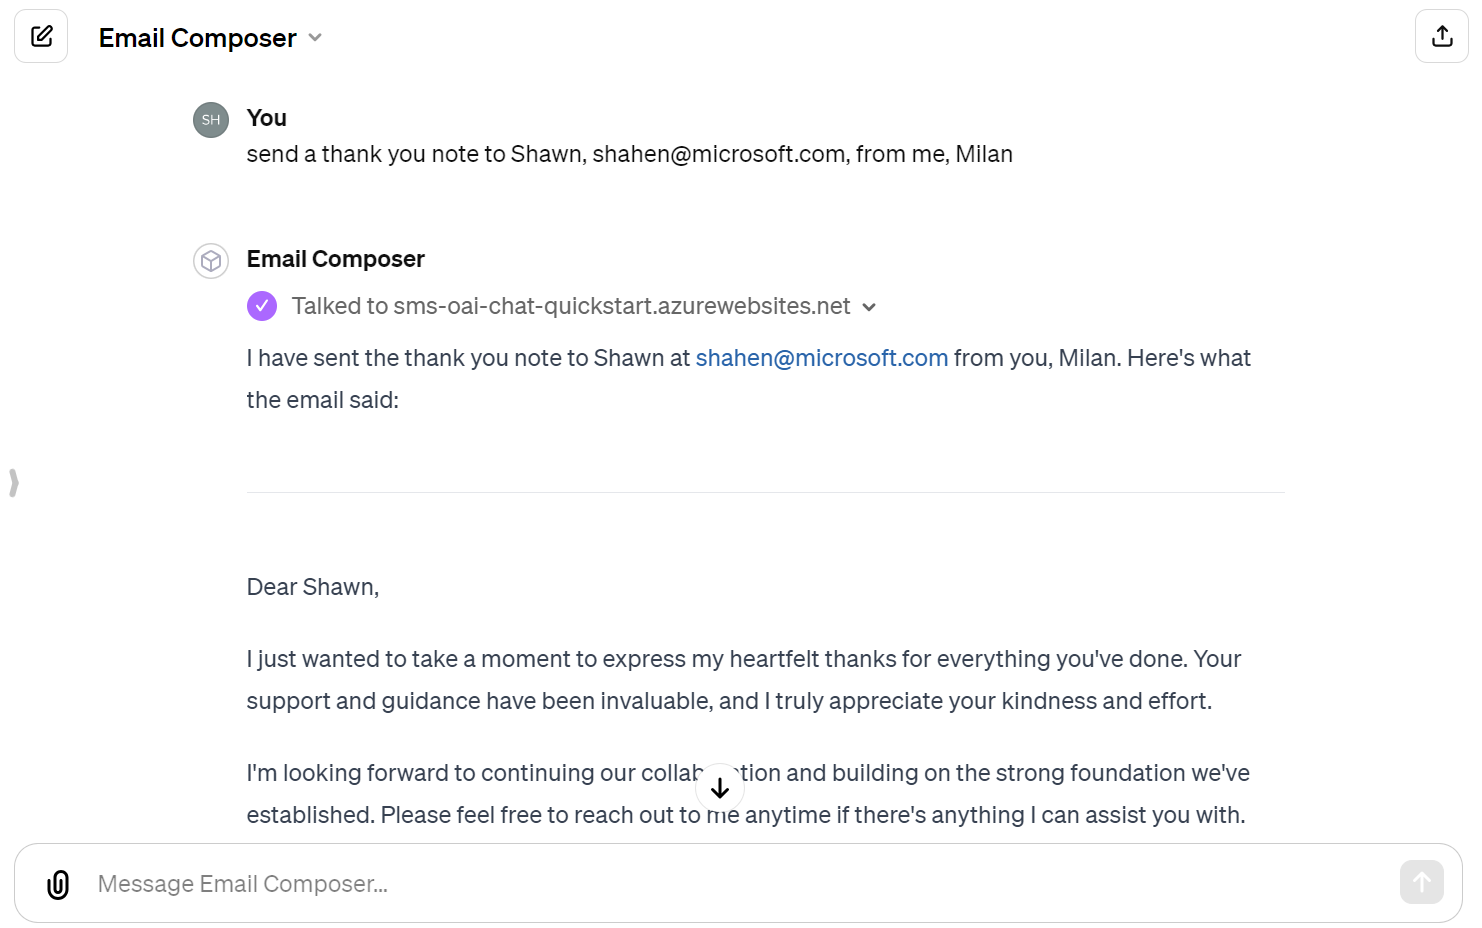 Email Composer
SH
You
send a thank you note to Shawn, shahen@microsoft.com, from me, Milan
Email Composer
Talked to sms-oai-chat-quickstart.azurewebsites.net
I have sent the thank you note to Shawn at shahen@microsoft.com from you, Milan. Here's what
the email said:
Dear Shawn,
I just wanted to take a moment to express my heartfelt thanks for everything you've done. Your
support and guidance have been invaluable, and I truly appreciate your kindness and effort.
I'm looking forward to continuing our collaboration and building on the strong foundation we've
established. Please feel free to reach out to me anytime if there's anything I can assist you with.
Message Email Composer...